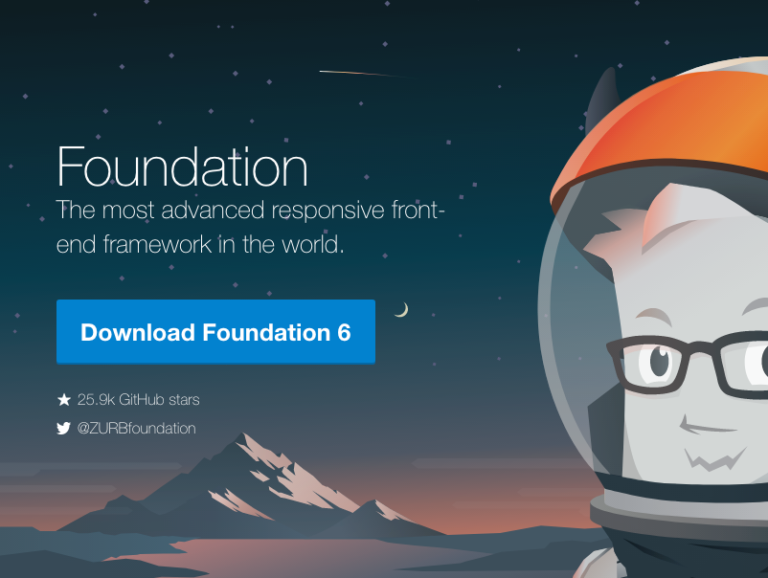 Foundation
The most advanced responsive front-
end framework in the world.
Download Foundation 6
25.9k GitHub stars
@ZURBfoundation